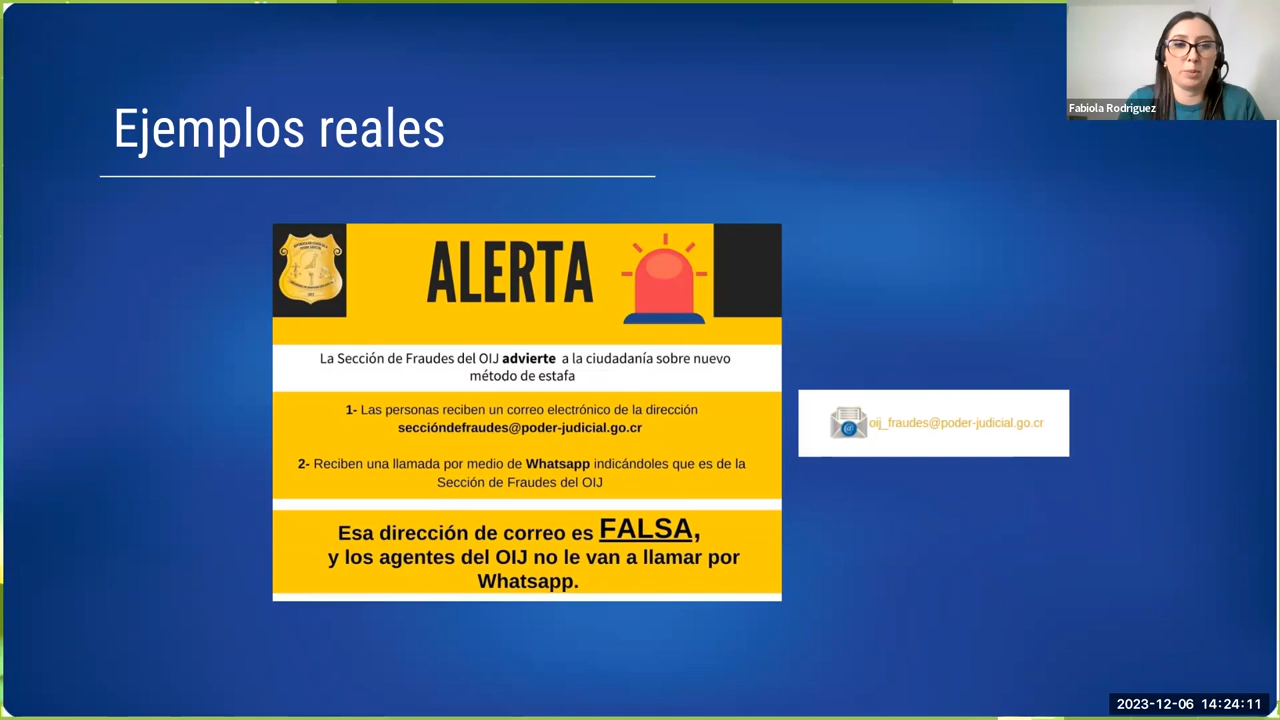 Ejemplos reales
Fabiola Rodriguez
ALERTA
La Sección de Fraudes del OIJ advierte a la ciudadanía sobre nuevo
método de estafa
1- Las personas reciben un correo electrónico de la dirección
seccióndefraudes@poder-judicial.go.cr
2- Reciben una llamada por medio de Whatsapp indicándoles que es de la
Sección de Fraudes del OIJ
Esa dirección de correo es FALSA,
y los agentes del OIJ no le van a llamar por
Whatsapp.
oij_fraudes@poder-judicial.go.cr
2023-12-06 14:24:11